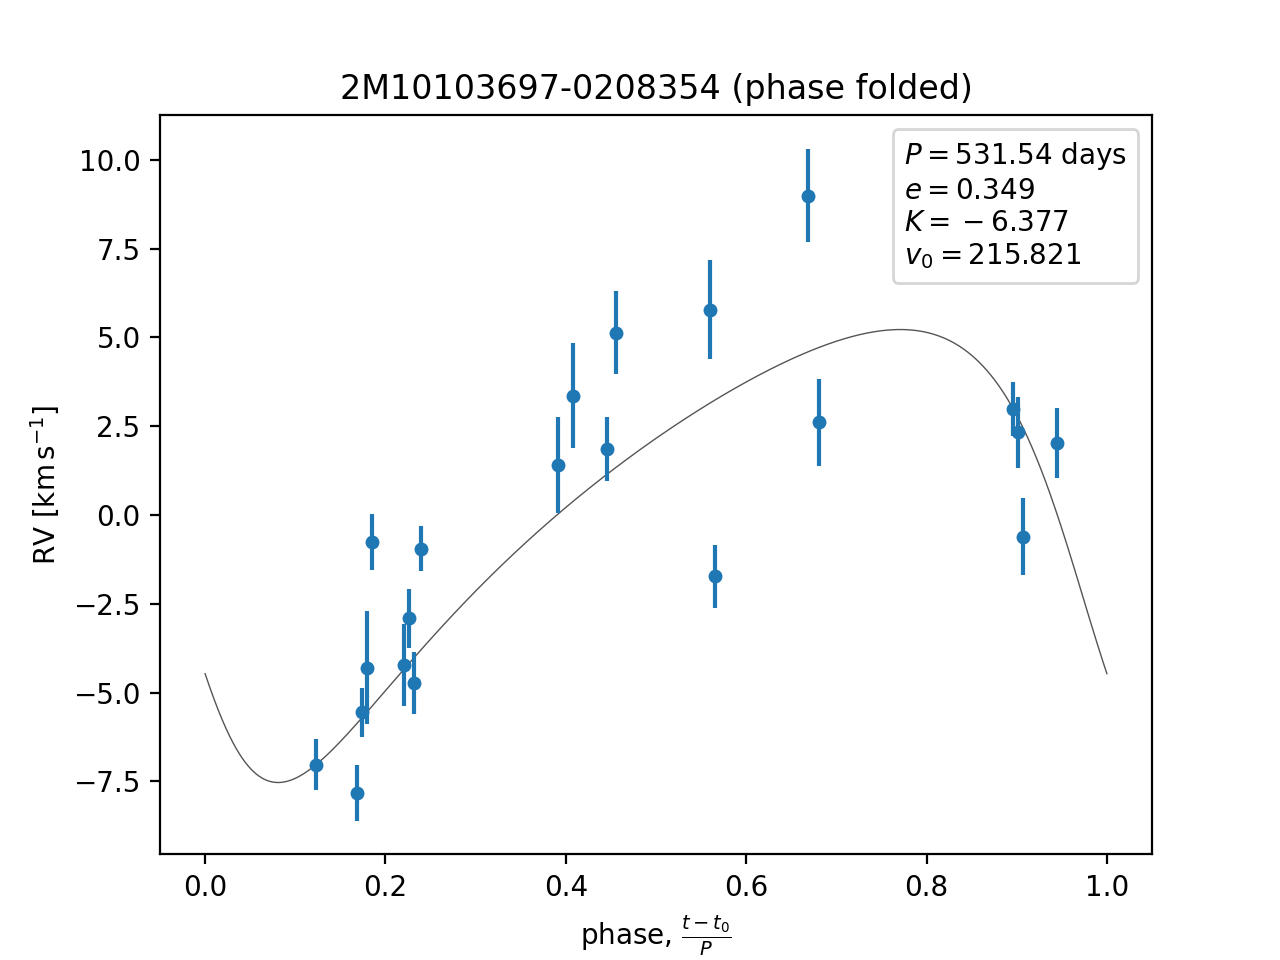 2M10103697-0208354 (phase folded)
P = 531.54 days
e = 0.349
K = − 6.377
v₀ = 215.821
10.0
7.5
5.0
2.5
0.0
−2.5
−5.0
−7.5
RV [km s⁻¹]
0.0 0.2 0.4 0.6 0.8 1.0
phase, (t − t₀)/P